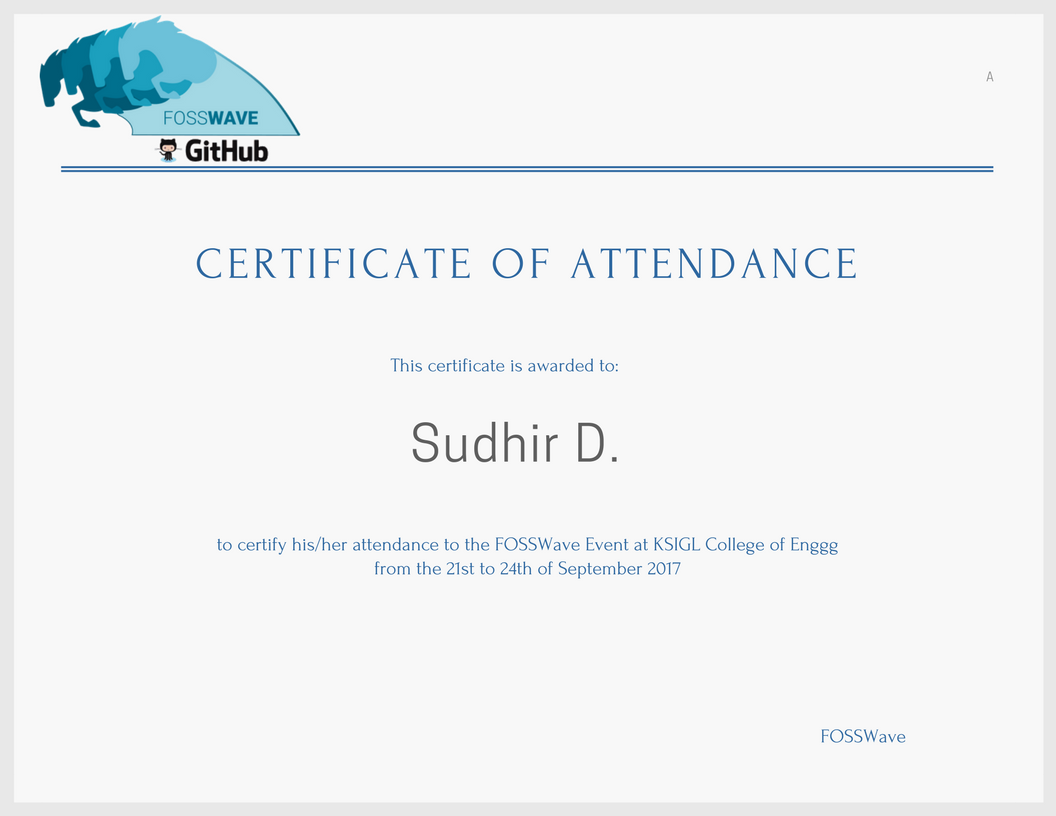 FOSSWAVE
GitHub
A
CERTIFICATE OF ATTENDANCE
This certificate is awarded to:
Sudhir D.
to certify his/her attendance to the FOSSWave Event at KSIGL College of Enggg
from the 21st to 24th of September 2017
FOSSWave